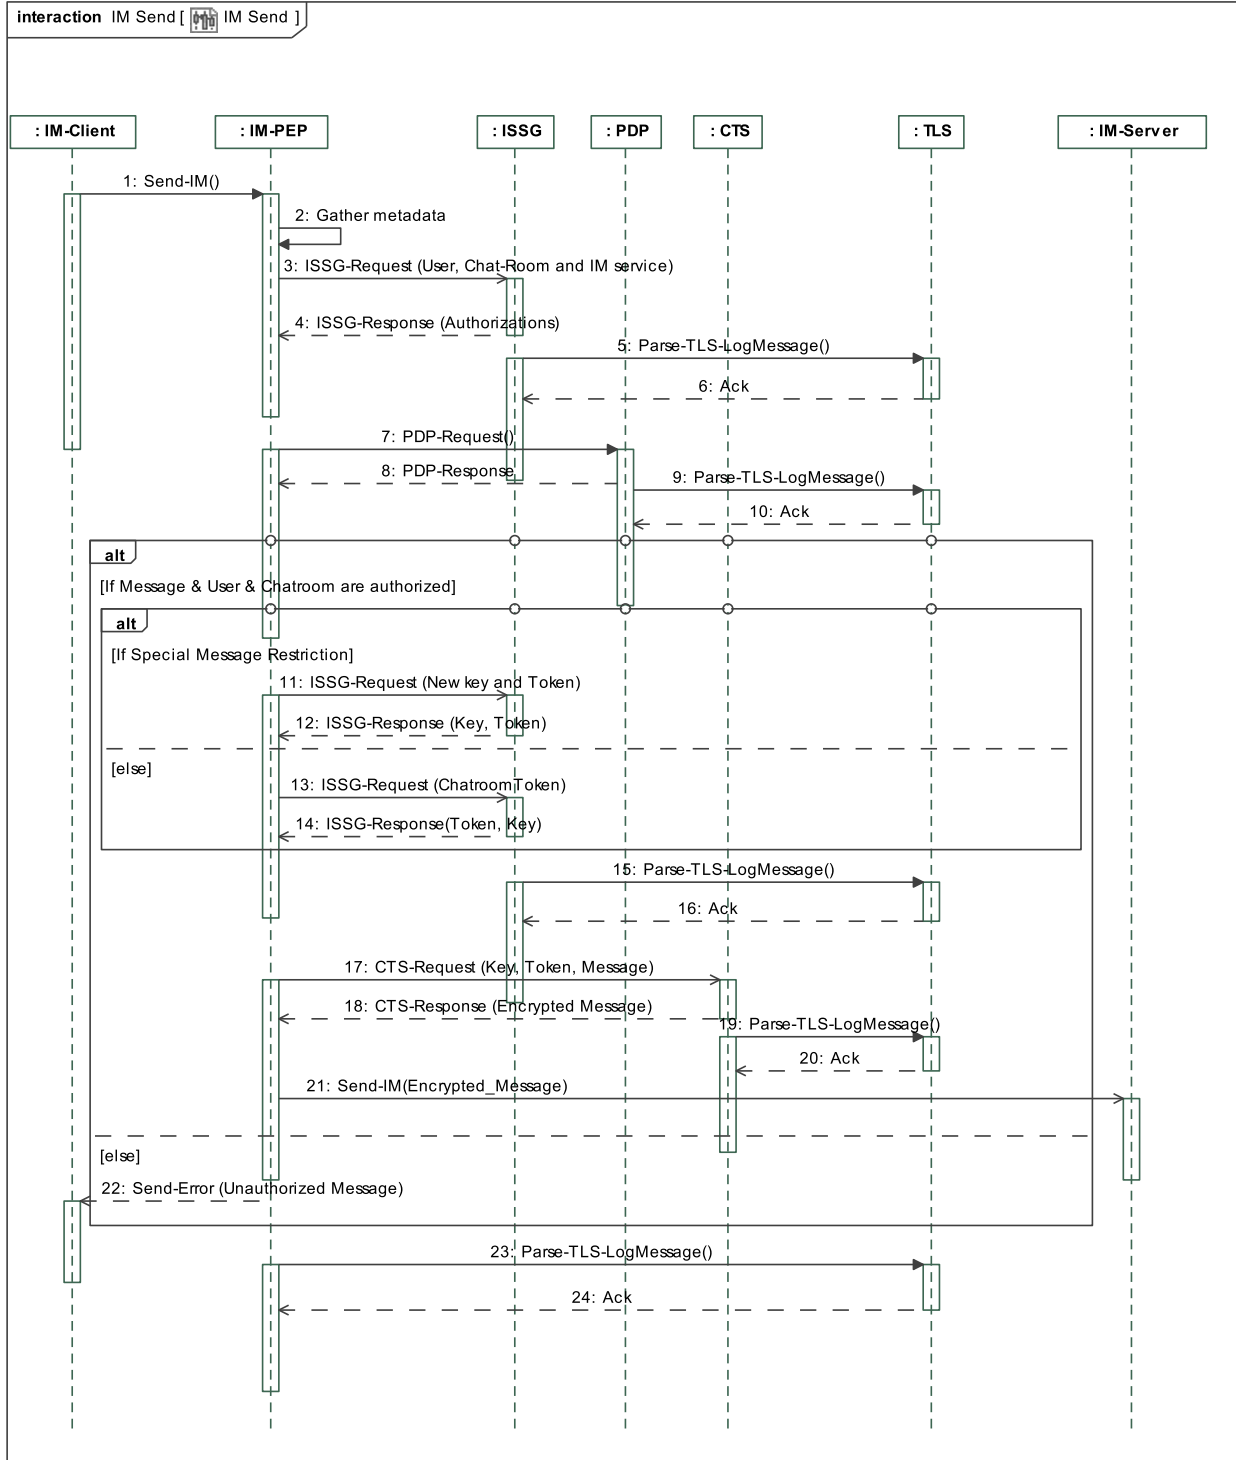 interaction IM Send [ IM Send ]
: IM-Client
: IM-PEP
: ISSG
: PDP
: CTS
: TLS
: IM-Server
1: Send-IM()
2: Gather metadata
3: ISSG-Request (User, Chat-Room and IM service)
4: ISSG-Response (Authorizations)
5: Parse-TLS-LogMessage()
6: Ack
7: PDP-Request()
8: PDP-Response
9: Parse-TLS-LogMessage()
10: Ack
alt
[If Message & User & Chatroom are authorized]
alt
[If Special Message Restriction]
11: ISSG-Request (New key and Token)
12: ISSG-Response (Key, Token)
[else]
13: ISSG-Request (Chatroom Token)
14: ISSG-Response(Token, Key)
15: Parse-TLS-LogMessage()
16: Ack
17: CTS-Request (Key, Token, Message)
18: CTS-Response (Encrypted Message)
19: Parse-TLS-LogMessage()
20: Ack
21: Send-IM(Encrypted_Message)
[else]
22: Send-Error (Unauthorized Message)
23: Parse-TLS-LogMessage()
24: Ack